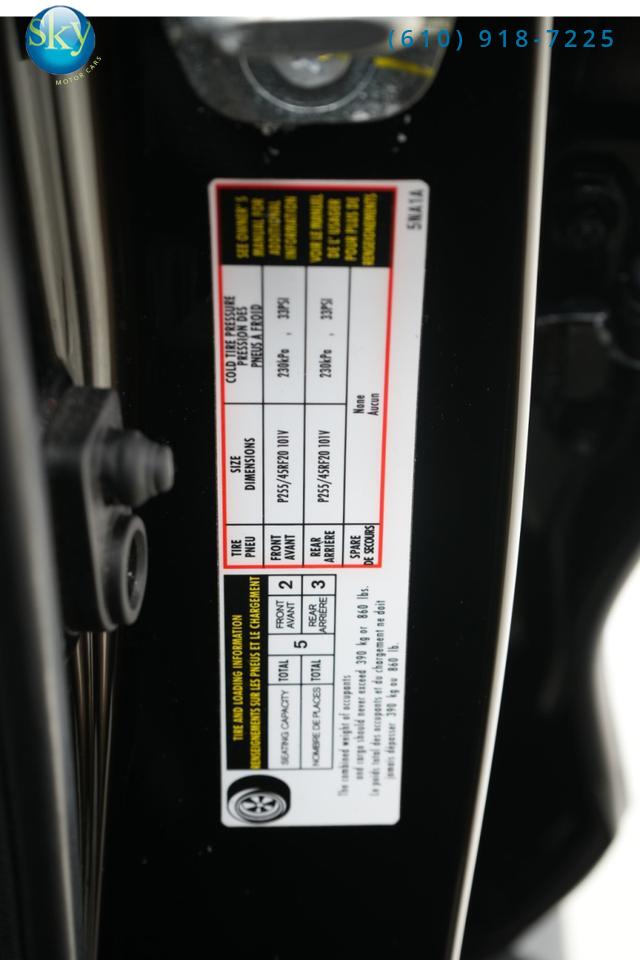 Sky
MOTOR CARS
(610) 918-7225
TIRE AND LOADING INFORMATION
RENSEIGNEMENTS SUR LES PNEUS ET LE CHARGEMENT
SEATING CAPACITY TOTAL 5 FRONT AVANT 2
NOMBRE DE PLACES TOTAL REAR ARRIÈRE 3
The combined weight of occupants
and cargo should never exceed 390 kg or 860 lbs.
Le poids total des occupants et du chargement ne doit
jamais dépasser 390 kg ou 860 lb.
TIRE PNEU
SIZE DIMENSIONS
COLD TIRE PRESSURE
PRESSION DES
PNEUS À FROID
FRONT AVANT P255/45RF20 101V 230kPa , 33PSI
REAR ARRIÈRE P255/45RF20 101V 230kPa , 33PSI
SPARE DE SECOURS None Aucun
SEE OWNER'S
MANUAL FOR
ADDITIONAL
INFORMATION
VOIR LE MANUEL
DE L'USAGER
POUR PLUS DE
RENSEIGNEMENTS
5NA1A